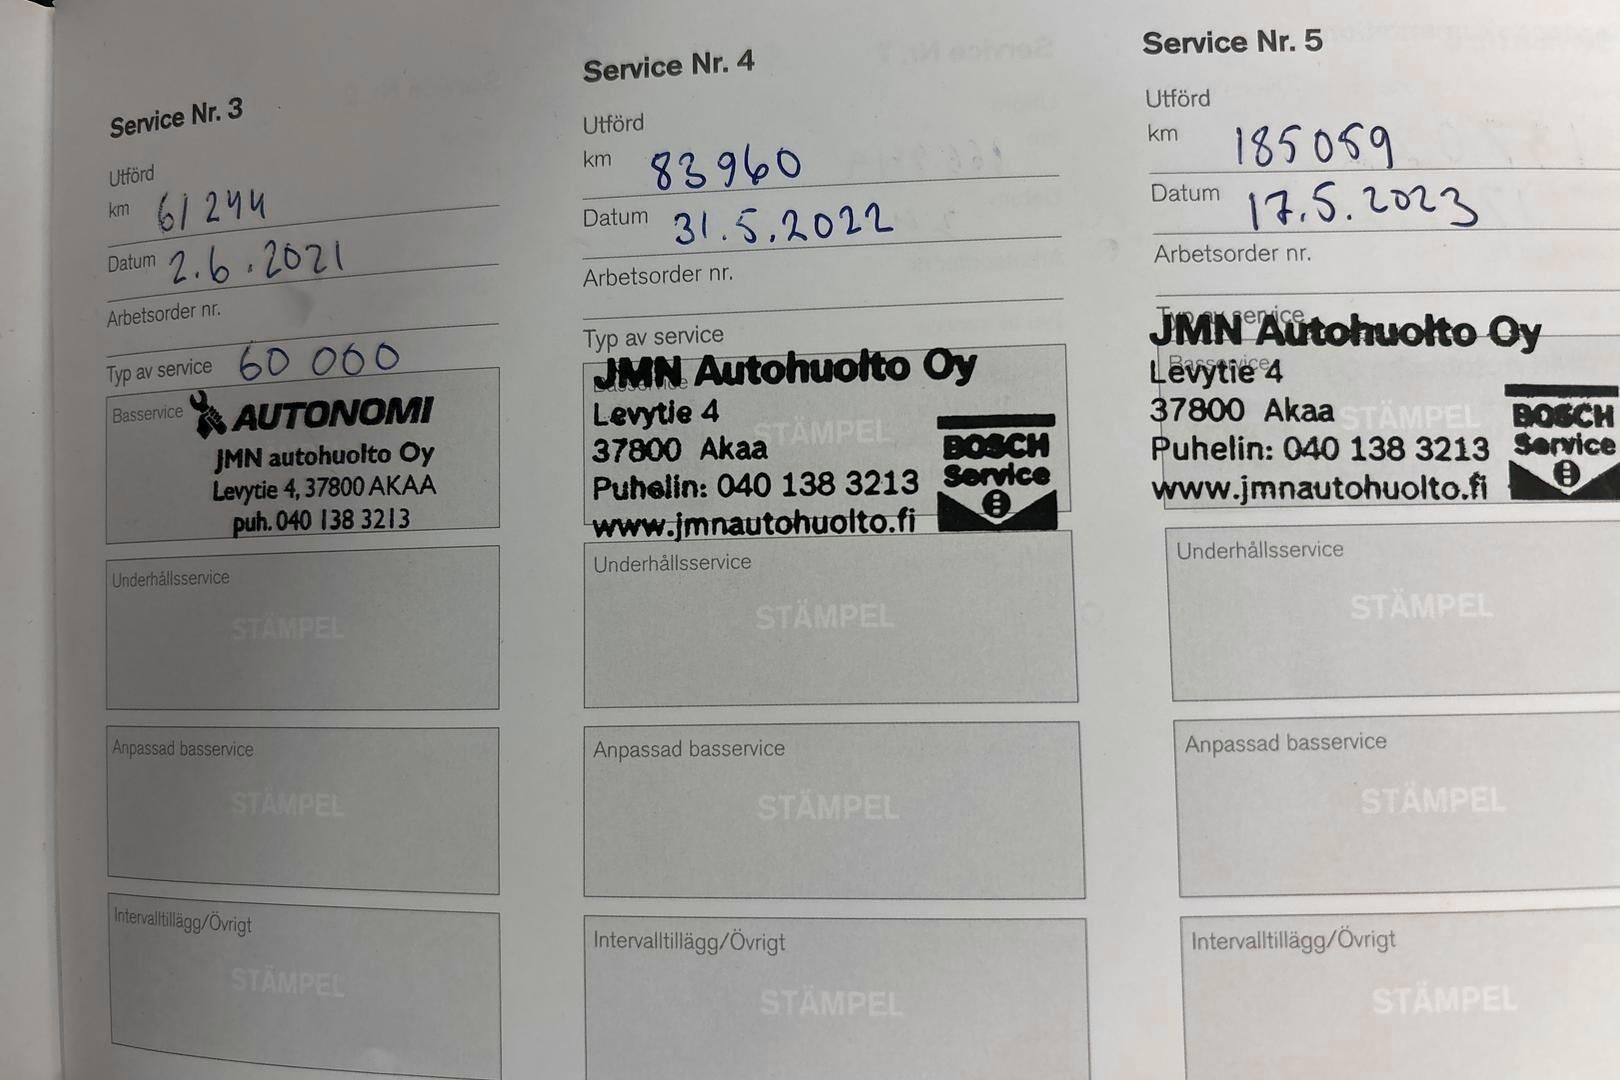 Service Nr. 3
Utförd
km 61244
Datum 2.6.2021
Arbetsorder nr.
Typ av service 60 000
Basservice AUTONOMI
JMN autohuolto Oy
Levytie 4, 37800 AKAA
puh. 040 138 3213
Underhållsservice
STÄMPEL
Anpassad basservice
STÄMPEL
Intervalltillägg/Övrigt
STÄMPEL
Service Nr. 4
Utförd
km 83960
Datum 31.5.2022
Arbetsorder nr.
Typ av service
Basservice
JMN Autohuolto Oy
Levytie 4
STÄMPEL
37800 Akaa
Puhelin: 040 138 3213
www.jmnautohuolto.fi
BOSCH
Service
Underhållsservice
STÄMPEL
Anpassad basservice
STÄMPEL
Intervalltillägg/Övrigt
STÄMPEL
Service Nr. 5
Utförd
km 185059
Datum 17.5.2023
Arbetsorder nr.
Typ av service
JMN Autohuolto Oy
Basservice
Levytie 4
37800 Akaa
STÄMPEL
Puhelin: 040 138 3213
www.jmnautohuolto.fi
BOSCH
Service
Underhållsservice
STÄMPEL
Anpassad basservice
STÄMPEL
Intervalltillägg/Övrigt
STÄMPEL